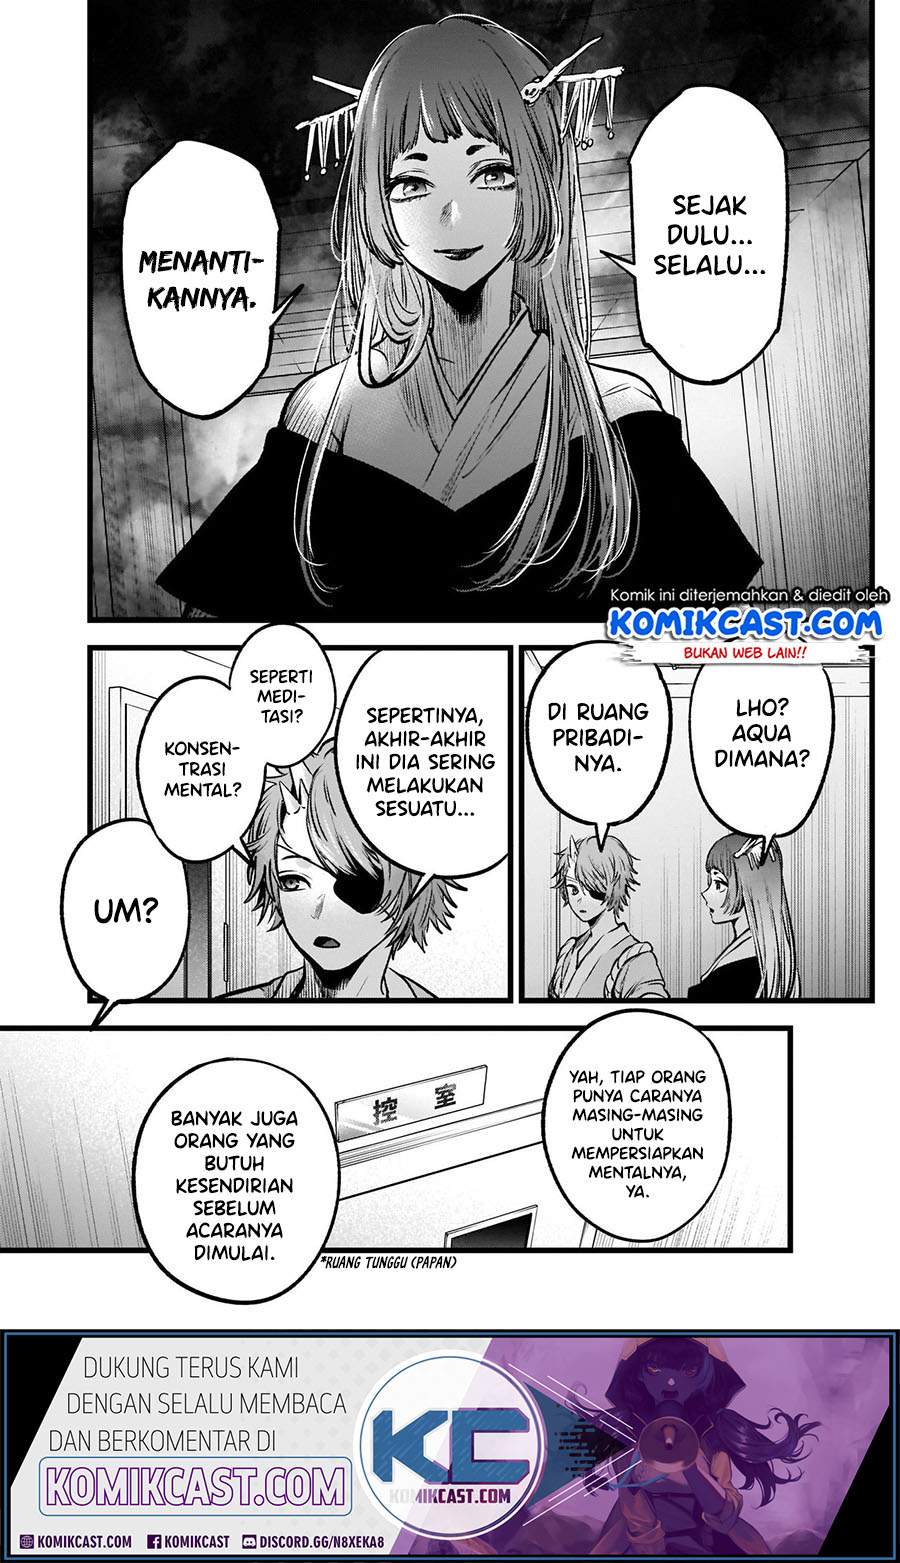 SEJAK
DULU...
SELALU...
MENANTI-
KANNYA.
Komik ini diterjemahkan & diedit oleh
KOMIKCAST.COM
BUKAN WEB LAIN!!
LHO?
AQUA
DIMANA?
DI RUANG
PRIBADI-
NYA.
SEPERTINYA,
AKHIR-AKHIR
INI DIA SERING
MELAKUKAN
SESUATU...
SEPERTI
MEDI-
TASI?
KONSEN-
TRASI
MENTAL?
UM?
YAH, TIAP ORANG
PUNYA CARANYA
MASING-MASING
UNTUK
MEMPERSIAPKAN
MENTALNYA,
YA.
控室
BANYAK JUGA
ORANG YANG
BUTUH
KESENDIRIAN
SEBELUM
ACARANYA
DIMULAI.
*RUANG TUNGGU (PAPAN)
DUKUNG TERUS KAMI
DENGAN SELALU MEMBACA
DAN BERKOMENTAR DI
KOMIKCAST.COM
KC
KOMIKCAST.COM
KOMIKCAST.COM KOMIKCAST DISCORD.GG/N8XEKA8